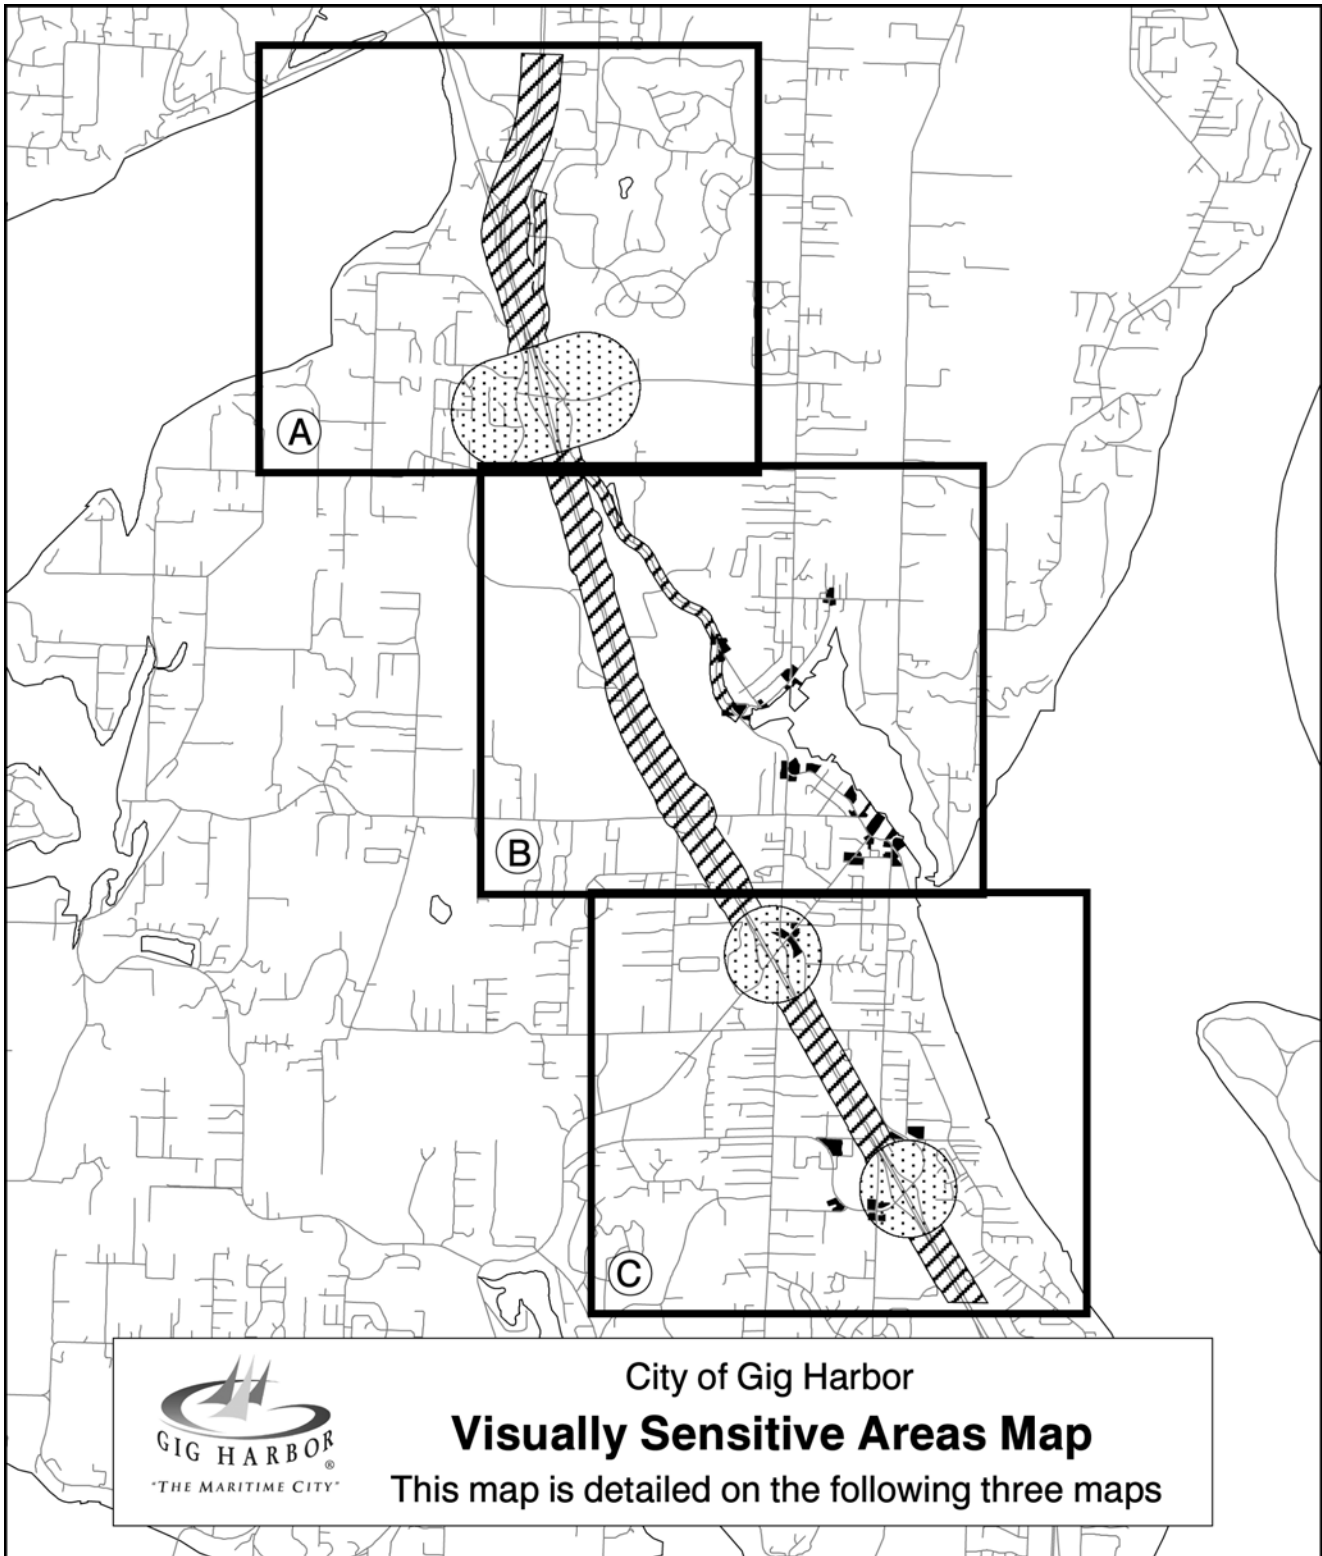 A
B
C
City of Gig Harbor
Visually Sensitive Areas Map
This map is detailed on the following three maps
GIG HARBOR
®
"THE MARITIME CITY"